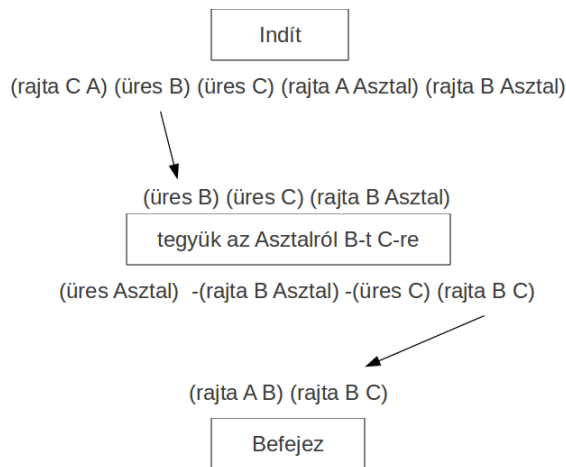 Indít
(rajta C A) (üres B) (üres C) (rajta A Asztal) (rajta B Asztal)
(üres B) (üres C) (rajta B Asztal)
tegyük az Asztalról B-t C-re
(üres Asztal) -(rajta B Asztal) -(üres C) (rajta B C)
(rajta A B) (rajta B C)
Befejez